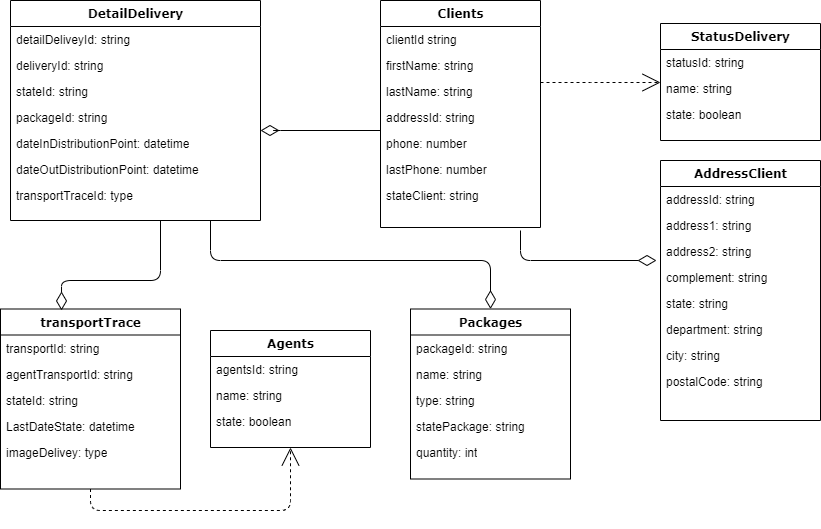 DetailDelivery
detailDeliveyId: string
deliveryId: string
stateId: string
packageId: string
dateInDistributionPoint: datetime
dateOutDistributionPoint: datetime
transportTraceId: type
Clients
clientId string
firstName: string
lastName: string
addressId: string
phone: number
lastPhone: number
stateClient: string
StatusDelivery
statusId: string
name: string
state: boolean
AddressClient
addressId: string
address1: string
address2: string
complement: string
state: string
department: string
city: string
postalCode: string
transportTrace
transportId: string
agentTransportId: string
stateId: string
LastDateState: datetime
imageDelivey: type
Agents
agentsId: string
name: string
state: boolean
Packages
packageId: string
name: string
type: string
statePackage: string
quantity: int